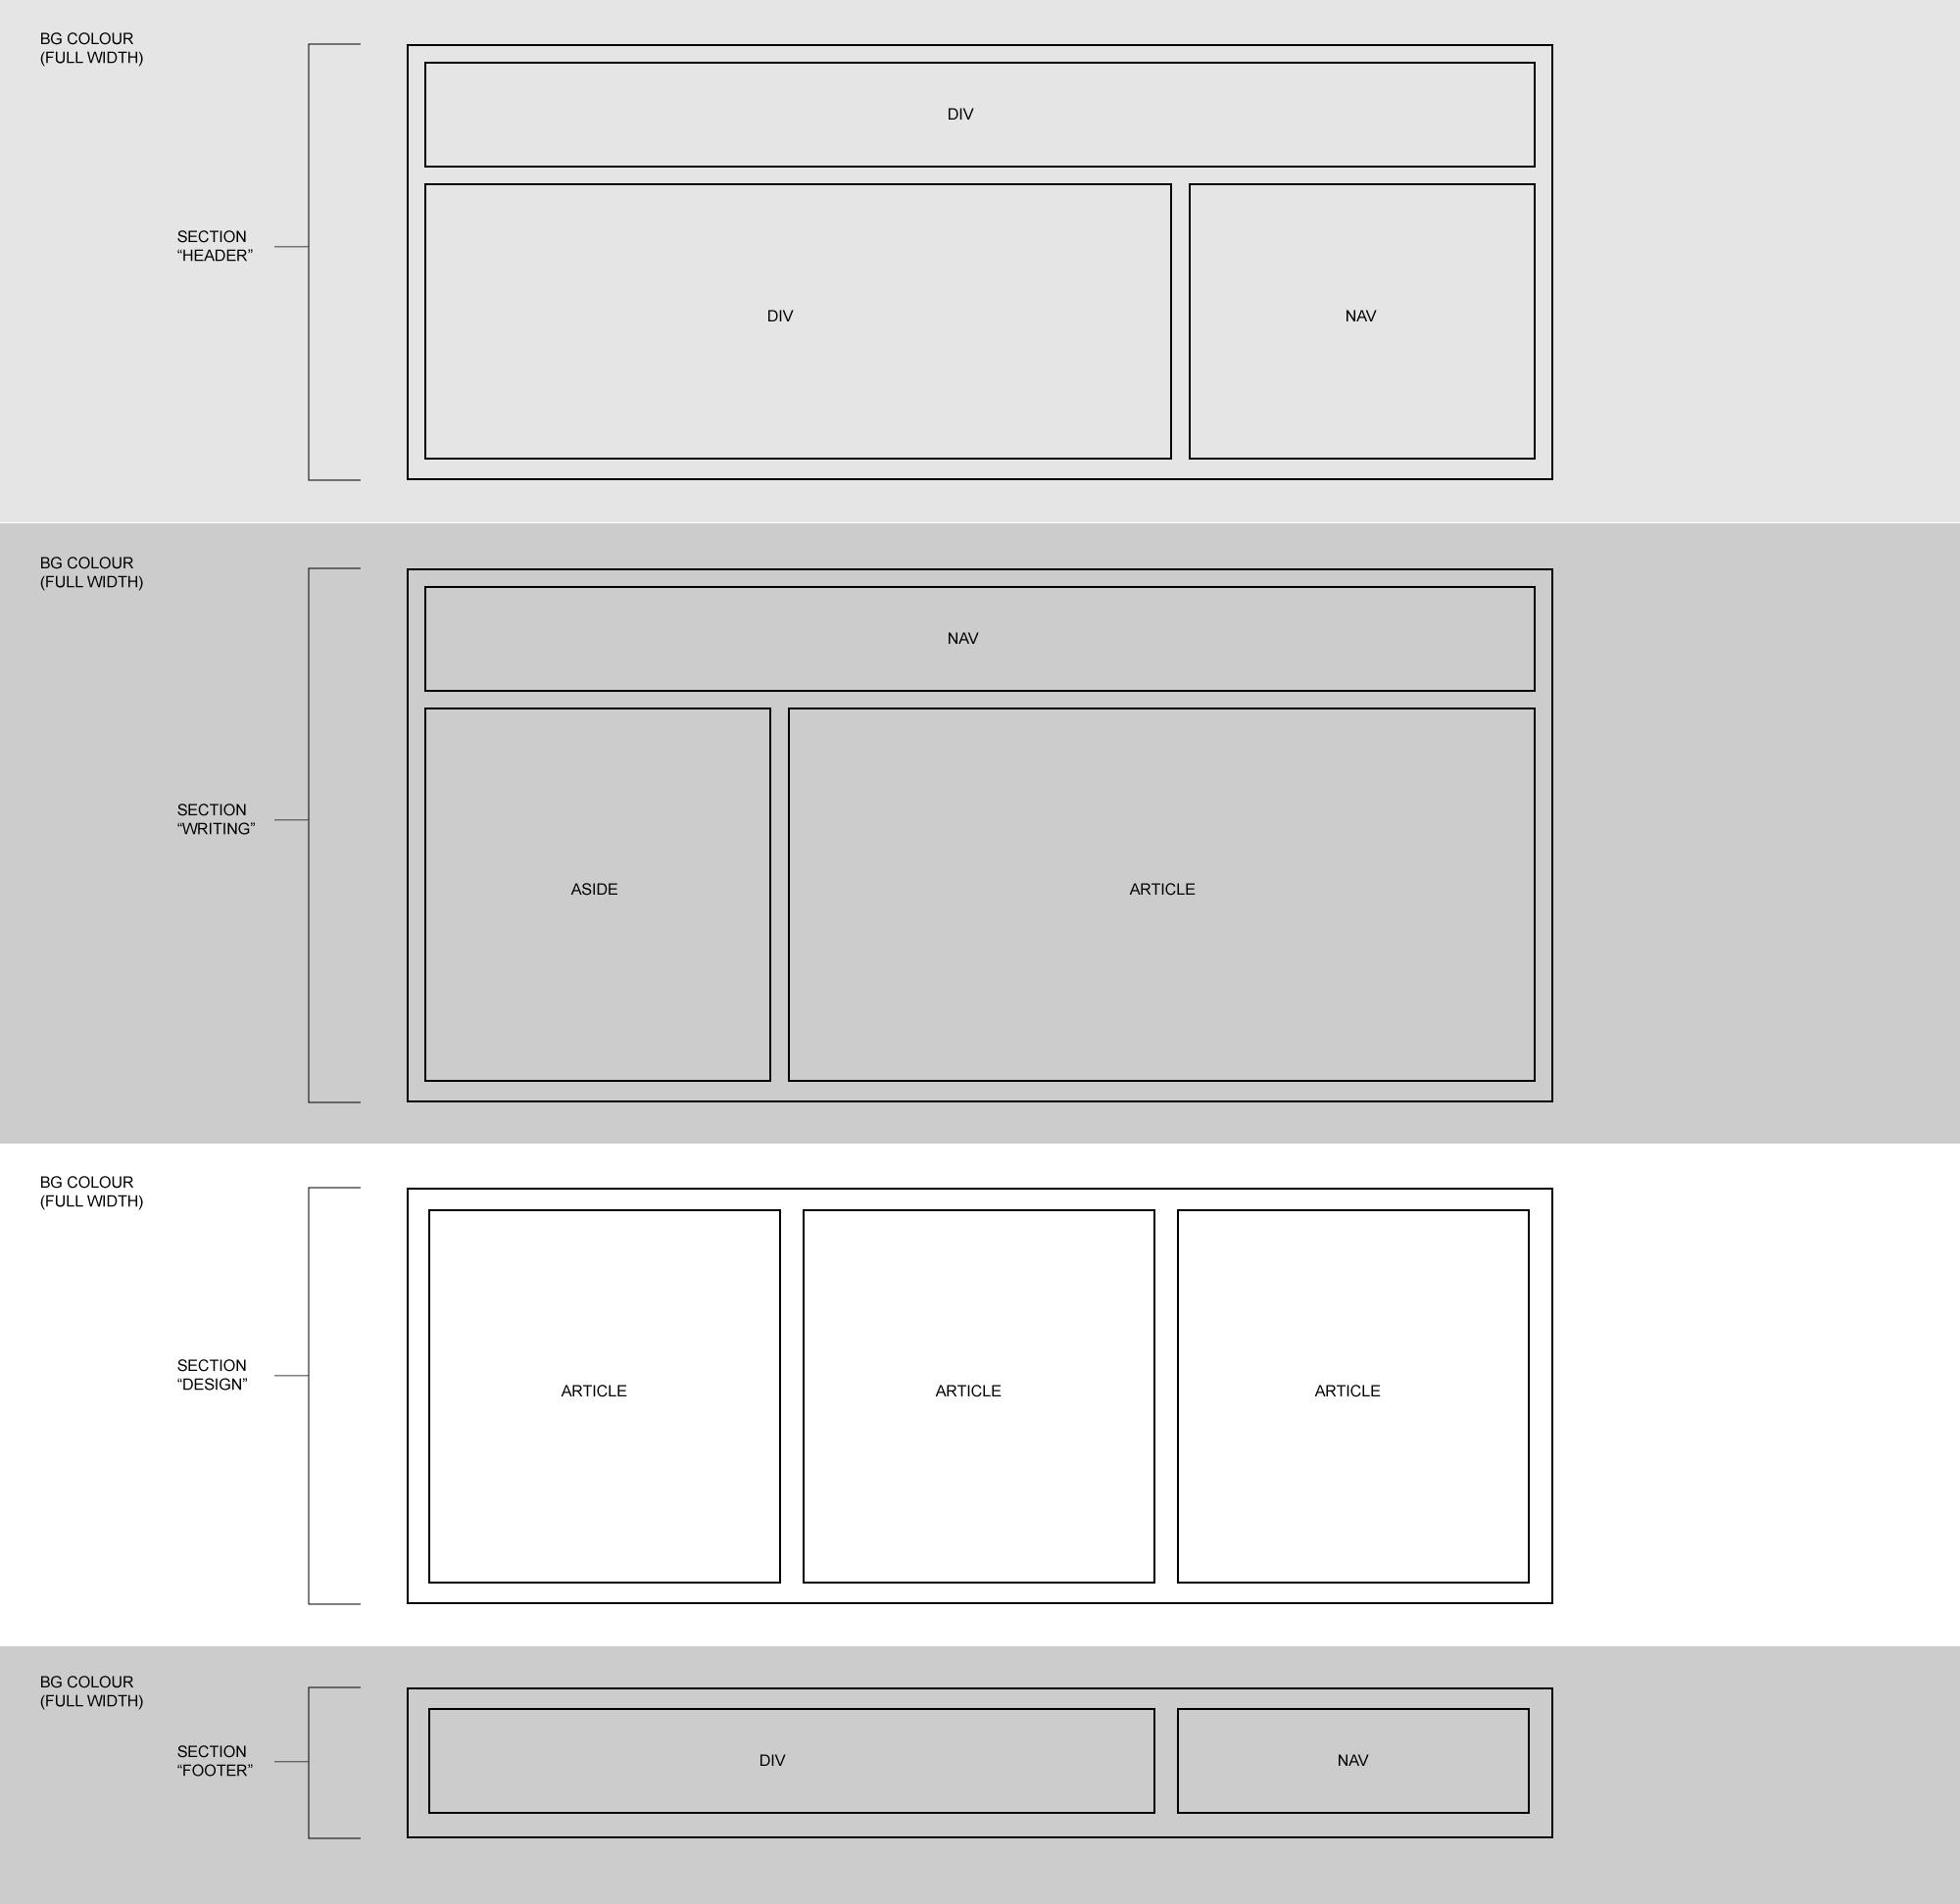 BG COLOUR
(FULL WIDTH)
DIV
SECTION
“HEADER”
DIV
NAV
BG COLOUR
(FULL WIDTH)
NAV
SECTION
“WRITING”
ASIDE
ARTICLE
BG COLOUR
(FULL WIDTH)
SECTION
“DESIGN”
ARTICLE
ARTICLE
ARTICLE
BG COLOUR
(FULL WIDTH)
SECTION
“FOOTER”
DIV
NAV